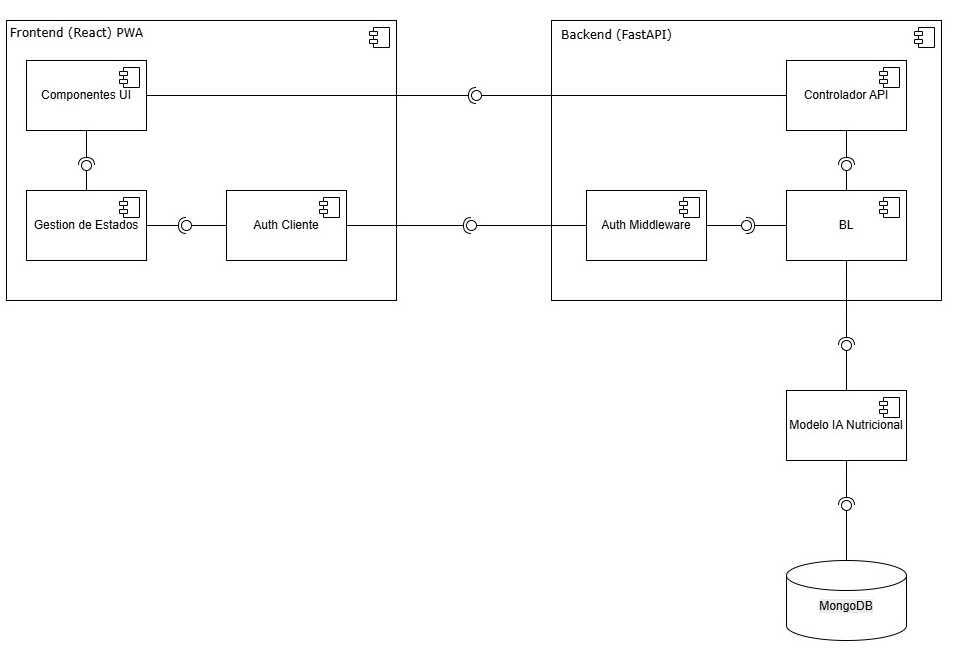 Frontend (React) PWA
Backend (FastAPI)
Componentes UI
Controlador API
Gestion de Estados
Auth Cliente
Auth Middleware
BL
Modelo IA Nutricional
MongoDB